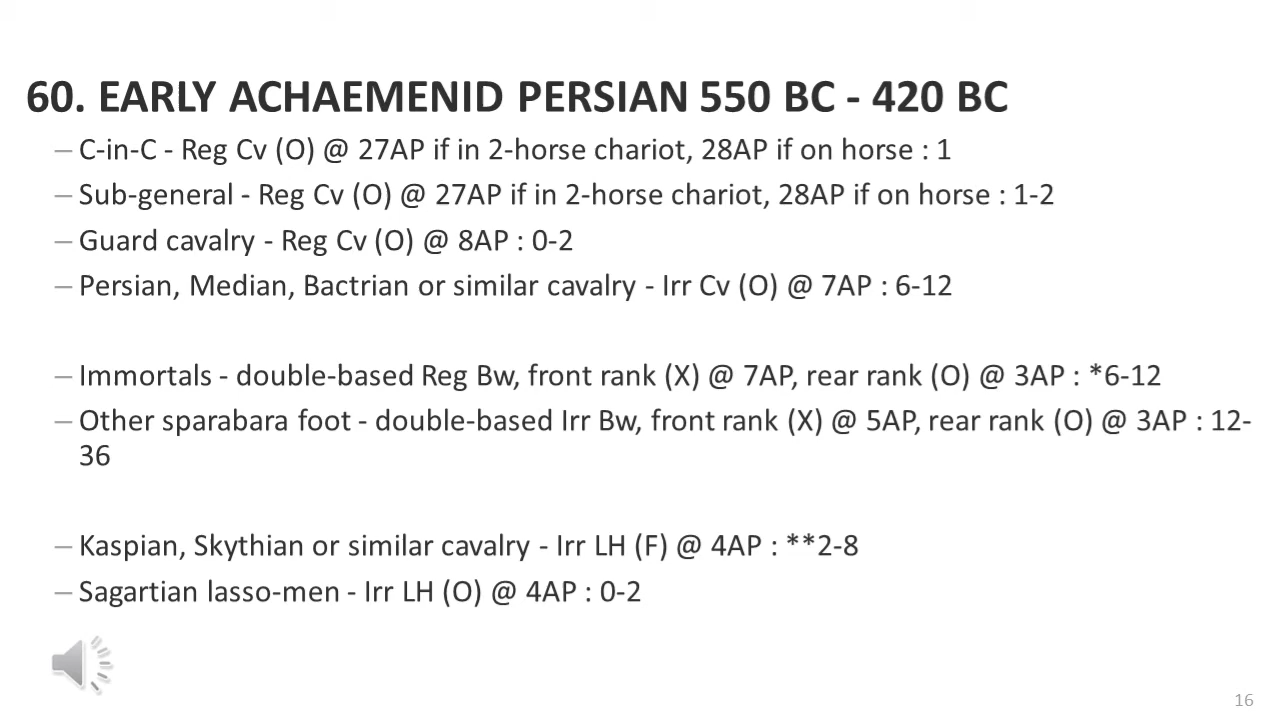 60. EARLY ACHAEMENID PERSIAN 550 BC - 420 BC
– C-in-C - Reg Cv (O) @ 27AP if in 2-horse chariot, 28AP if on horse : 1
– Sub-general - Reg Cv (O) @ 27AP if in 2-horse chariot, 28AP if on horse : 1-2
– Guard cavalry - Reg Cv (O) @ 8AP : 0-2
– Persian, Median, Bactrian or similar cavalry - Irr Cv (O) @ 7AP : 6-12
– Immortals - double-based Reg Bw, front rank (X) @ 7AP, rear rank (O) @ 3AP : *6-12
– Other sparabara foot - double-based Irr Bw, front rank (X) @ 5AP, rear rank (O) @ 3AP : 12-
36
– Kaspian, Skythian or similar cavalry - Irr LH (F) @ 4AP : **2-8
– Sagartian lasso-men - Irr LH (O) @ 4AP : 0-2
16